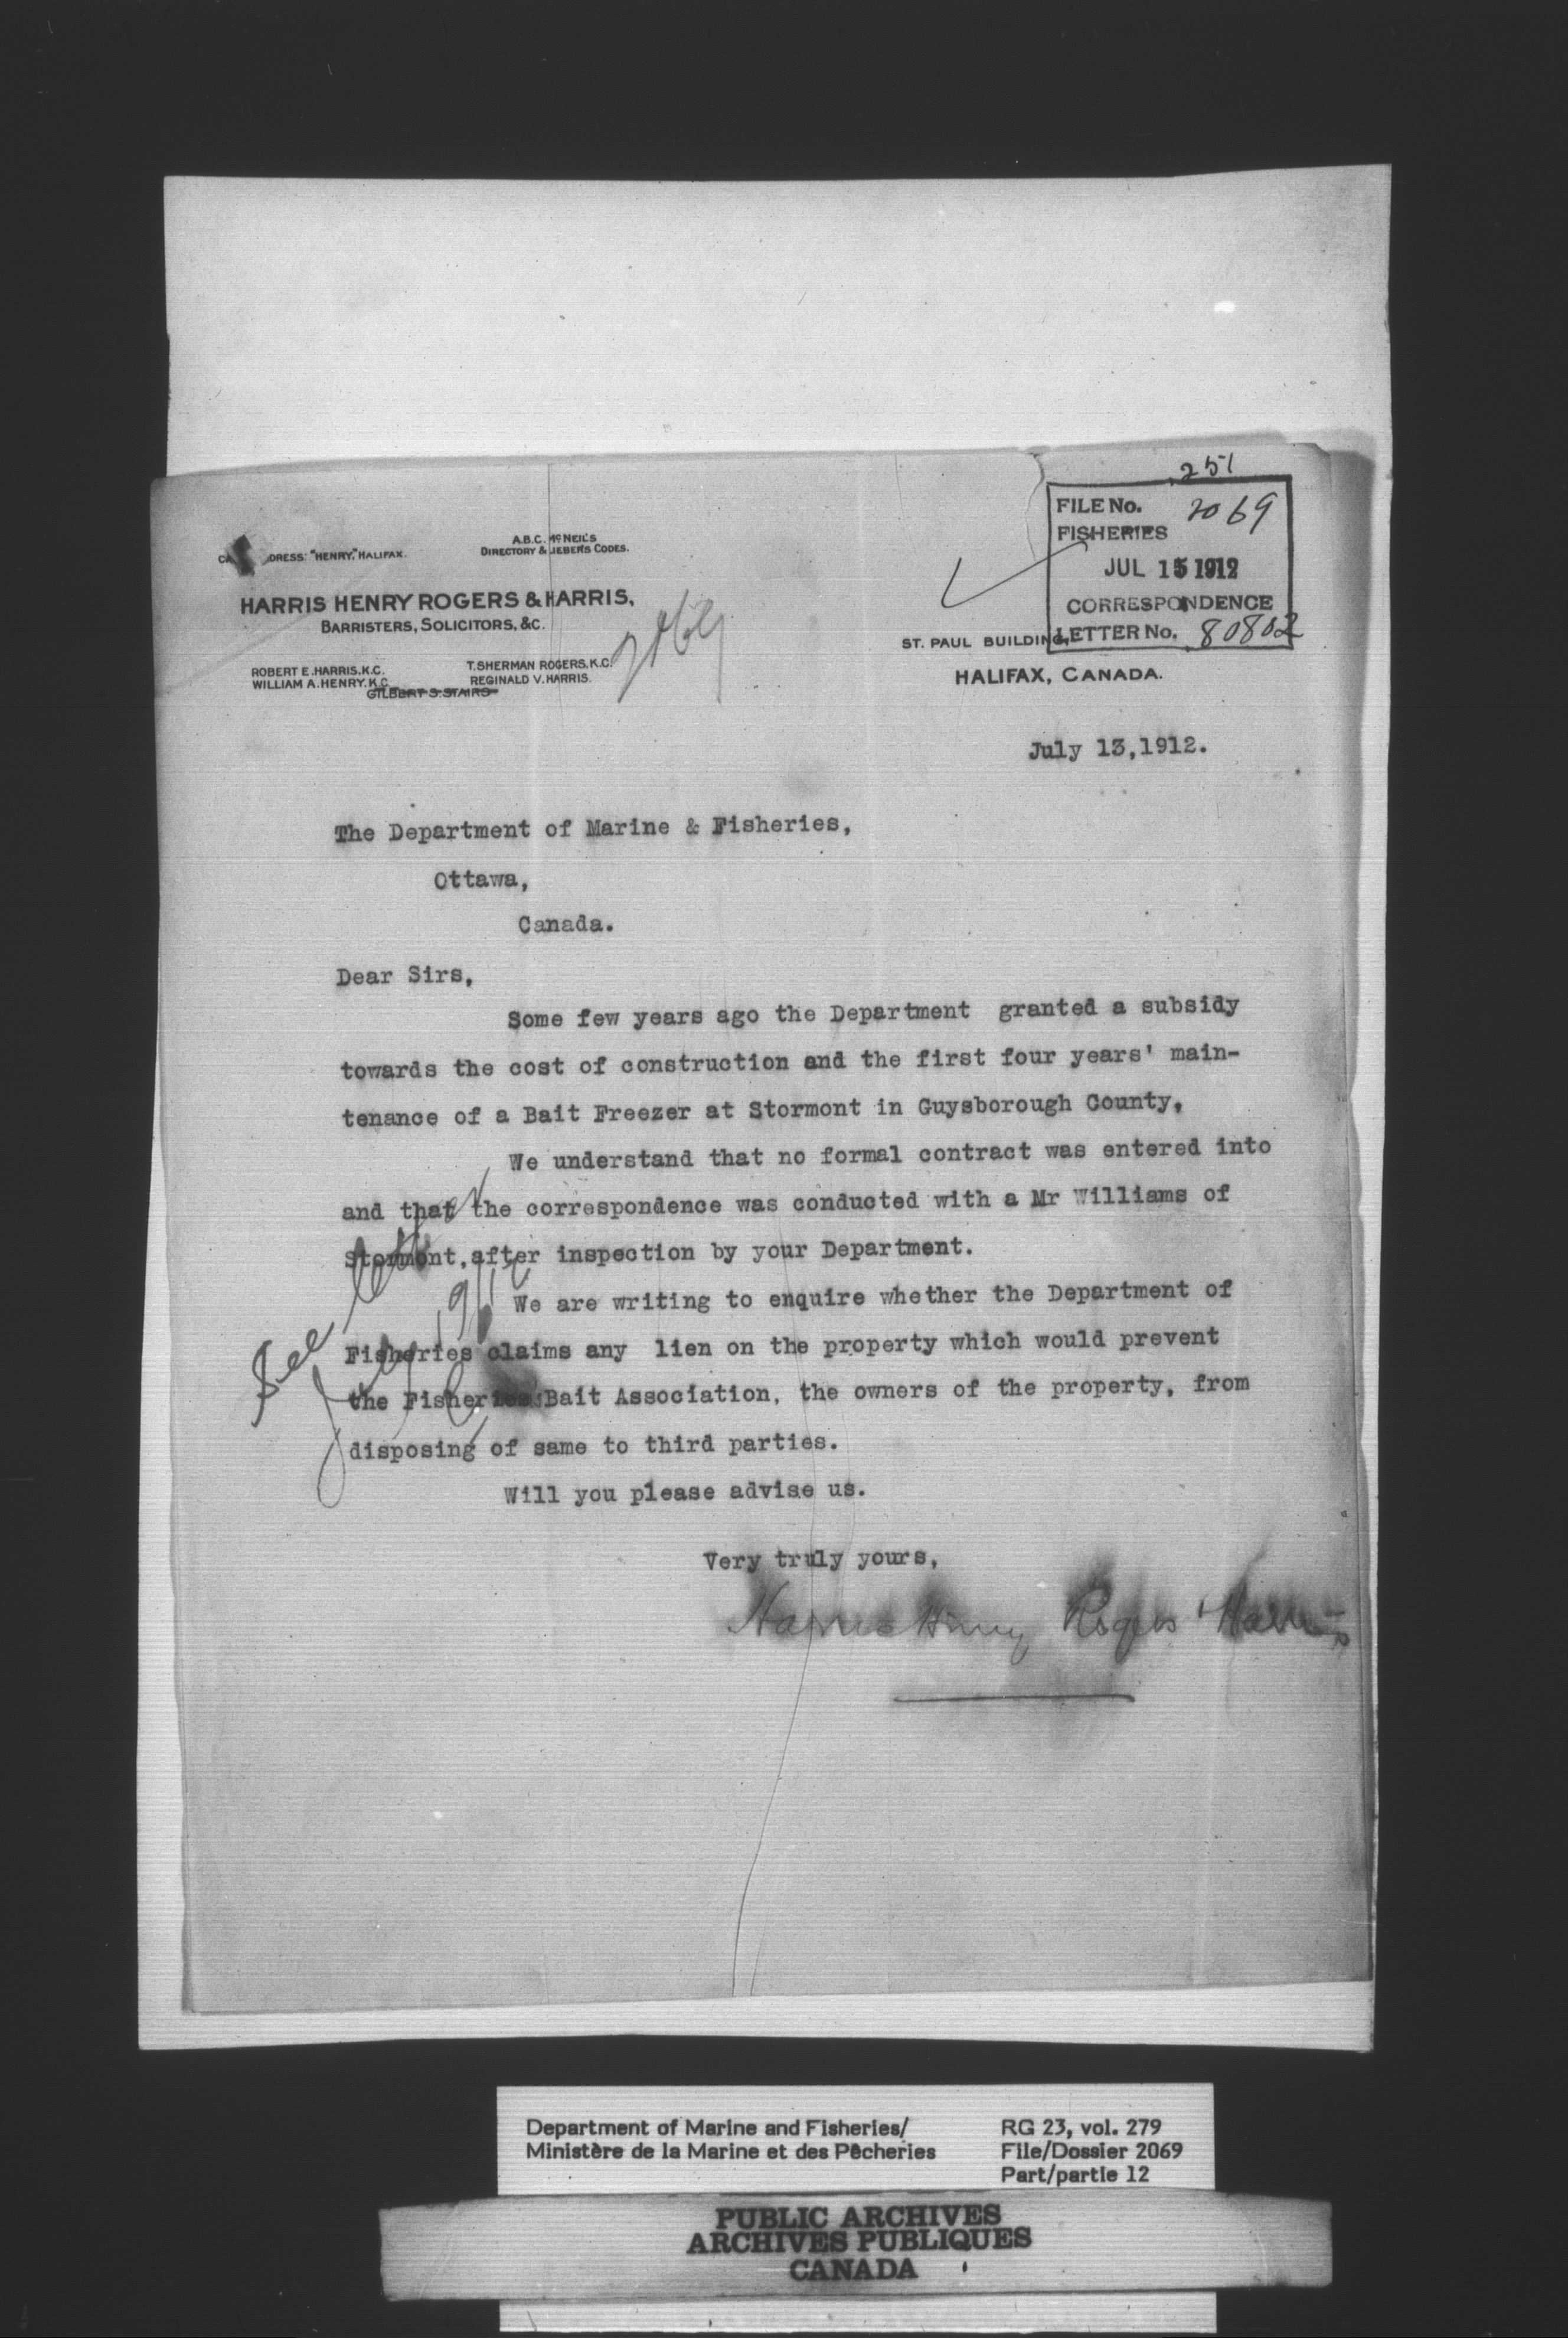 251
FILE No. 2069
FISHERIES
JUL 15 1912
CORRESPONDENCE
LETTER No. 80802
DRESS: "HENRY," HALIFAX.
A.B.C. McNEIL'S
DIRECTORY & LIEBER'S CODES.
HARRIS HENRY ROGERS & HARRIS,
BARRISTERS, SOLICITORS, &C.
2069
ST. PAUL BUILDING,
HALIFAX, CANADA.
ROBERT E. HARRIS, K.C.
WILLIAM A. HENRY, K.C.
T. SHERMAN ROGERS, K.C.
REGINALD V. HARRIS.
GILBERT S. STAIRS
July 13,1912.
The Department of Marine & Fisheries,
Ottawa,
Canada.
Dear Sirs,
Some few years ago the Department granted a subsidy
towards the cost of construction and the first four years' main-
tenance of a Bait Freezer at Stormont in Guysborough County.
We understand that no formal contract was entered into
and that the correspondence was conducted with a Mr Williams of
Stormont, after inspection by your Department.
We are writing to enquire whether the Department of
Fisheries claims any lien on the property which would prevent
the Fisheries Bait Association, the owners of the property, from
disposing of same to third parties.
Will you please advise us.
See letter
July 19/12
Very truly yours,
Harris Henry Rogers & Harris
Department of Marine and Fisheries/
Ministère de la Marine et des Pêcheries
RG 23, vol. 279
File/Dossier 2069
Part/partie 12
PUBLIC ARCHIVES
ARCHIVES PUBLIQUES
CANADA